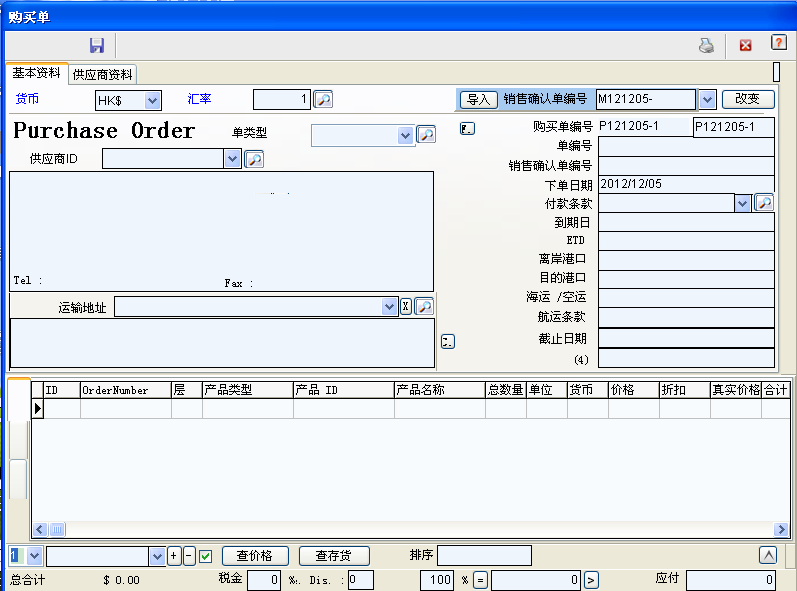 购买单
基本资料 供应商资料
货币 HK$ 汇率 1 导入 销售确认单编号 M121205- 改变
Purchase Order 单类型
购买单编号 P121205-1 P121205-1
单编号
供应商ID
销售确认单编号
下单日期 2012/12/05
付款条款
到期日
ETD
离岸港口
目的港口
Tel : Fax :
海运 /空运
运输地址 X
航运条款
截止日期
(4)
ID OrderNumber 层 产品类型 产品 ID 产品名称 总数量 单位 货币 价格 折扣 真实价格 合计
1 + - 查价格 查存货 排序
总合计 $ 0.00 税金 0 %. Dis. : 0 100 % = 0 > 应付 0